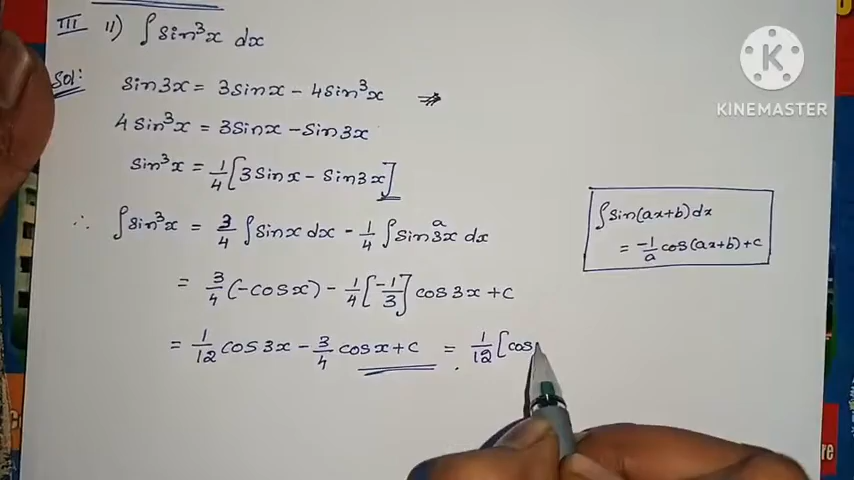 III 11) ∫sin³x dx
Sol: sin3x = 3sinx - 4sin³x ⇒
4sin³x = 3sinx - sin3x
sin³x = 1/4[3sinx - sin3x]
∴ ∫sin³x = 3/4 ∫sinx dx - 1/4 ∫sin3x dx
a
= 3/4 (-cosx) - 1/4 [-1/3] cos3x + c
= 1/12 cos3x - 3/4 cosx + c = 1/12 [cos
∫sin(ax+b)dx
= -1/a cos(ax+b)+c
K
KINEMASTER